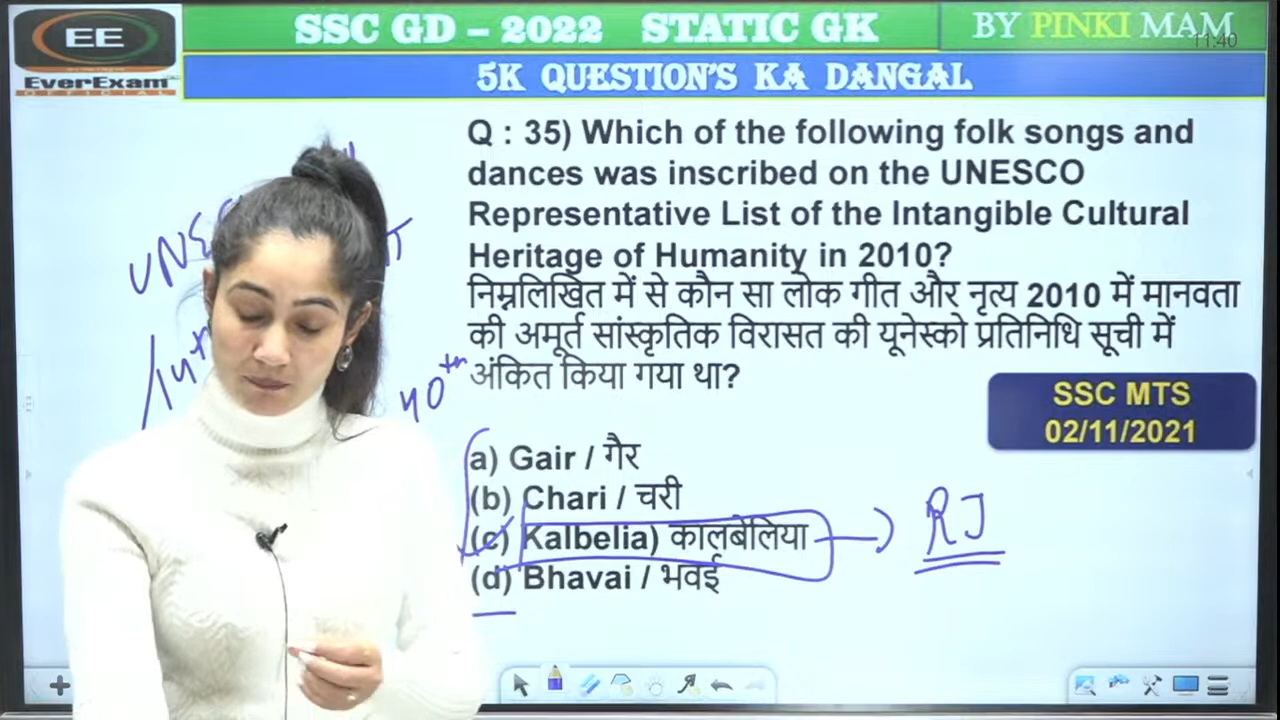 EE
EverExam
OFFICIAL
SSC GD – 2022 STATIC GK
BY PINKI MAM
11:40
5K QUESTION'S KA DANGAL
Q : 35) Which of the following folk songs and
dances was inscribed on the UNESCO
Representative List of the Intangible Cultural
Heritage of Humanity in 2010?
निम्नलिखित में से कौन सा लोक गीत और नृत्य 2010 में मानवता
की अमूर्त सांस्कृतिक विरासत की यूनेस्को प्रतिनिधि सूची में
अंकित किया गया था?
SSC MTS
02/11/2021
a) Gair / गैर
(b) Chari / चरी
(c) Kalbelia) कालबेलिया
RJ
(d) Bhavai / भवई
40th